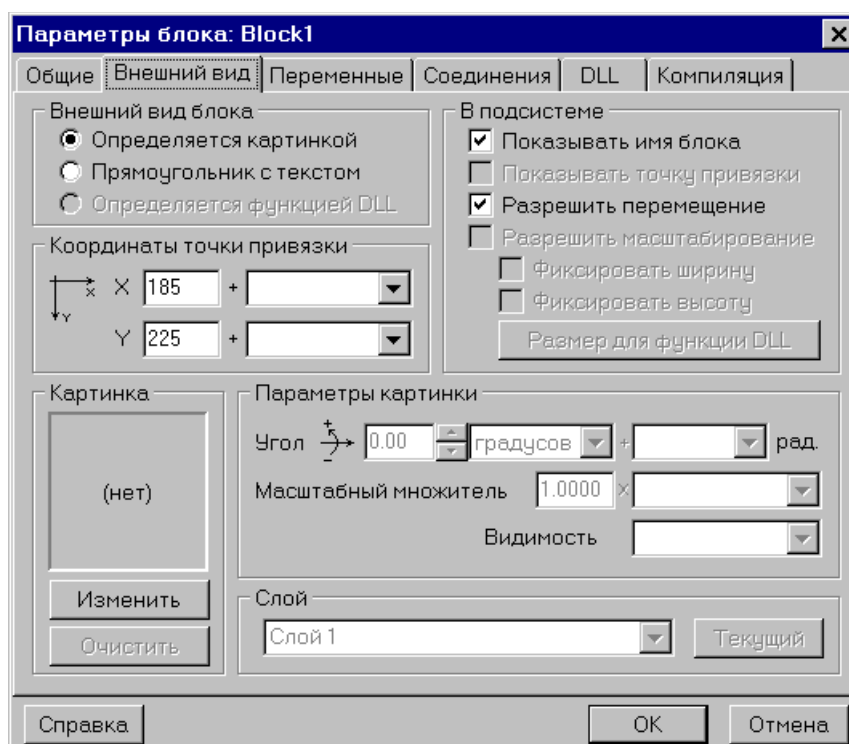 Параметры блока: Block1
Общие Внешний вид Переменные Соединения DLL Компиляция
Внешний вид блока
Определяется картинкой
Прямоугольник с текстом
Определяется функцией DLL
В подсистеме
Показывать имя блока
Показывать точку привязки
Разрешить перемещение
Разрешить масштабирование
Фиксировать ширину
Фиксировать высоту
Размер для функции DLL
Координаты точки привязки
x X 185 +
Y Y 225 +
Картинка
(нет)
Изменить
Очистить
Параметры картинки
Угол + - 0.00 градусов + рад.
Масштабный множитель 1.0000 x
Видимость
Слой
Слой 1 Текущий
Справка OK Отмена